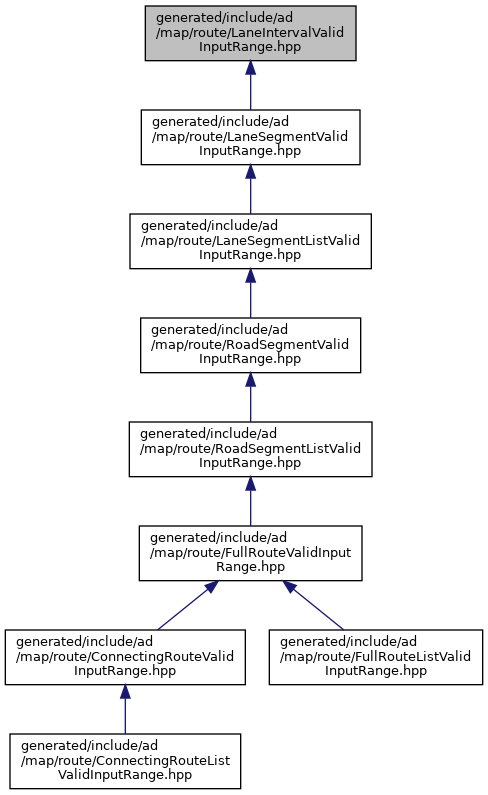 generated/include/ad
/map/route/LaneIntervalValid
InputRange.hpp
generated/include/ad
/map/route/LaneSegmentValid
InputRange.hpp
generated/include/ad
/map/route/LaneSegmentListValid
InputRange.hpp
generated/include/ad
/map/route/RoadSegmentValid
InputRange.hpp
generated/include/ad
/map/route/RoadSegmentListValid
InputRange.hpp
generated/include/ad
/map/route/FullRouteValidInput
Range.hpp
generated/include/ad
/map/route/ConnectingRouteValid
InputRange.hpp
generated/include/ad
/map/route/FullRouteListValid
InputRange.hpp
generated/include/ad
/map/route/ConnectingRouteList
ValidInputRange.hpp